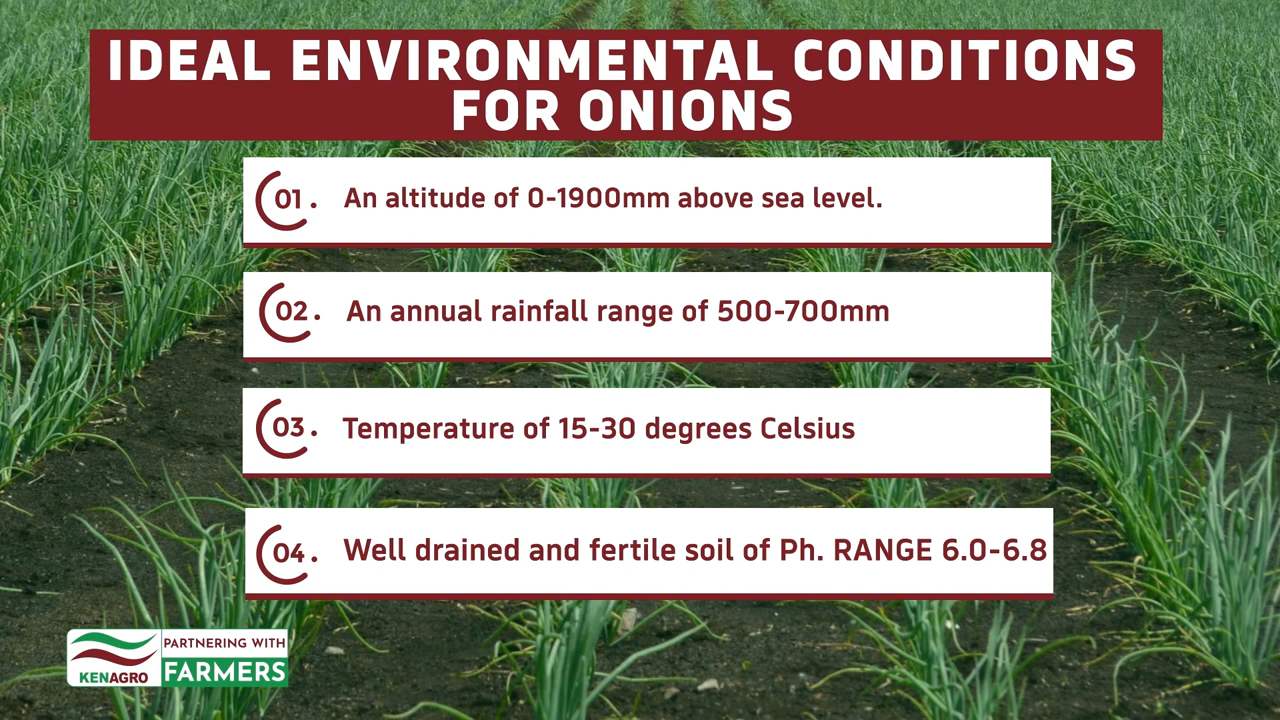 IDEAL ENVIRONMENTAL CONDITIONS
FOR ONIONS
01. An altitude of 0-1900mm above sea level.
02. An annual rainfall range of 500-700mm
03. Temperature of 15-30 degrees Celsius
04. Well drained and fertile soil of Ph. RANGE 6.0-6.8
KENAGRO
PARTNERING WITH
FARMERS